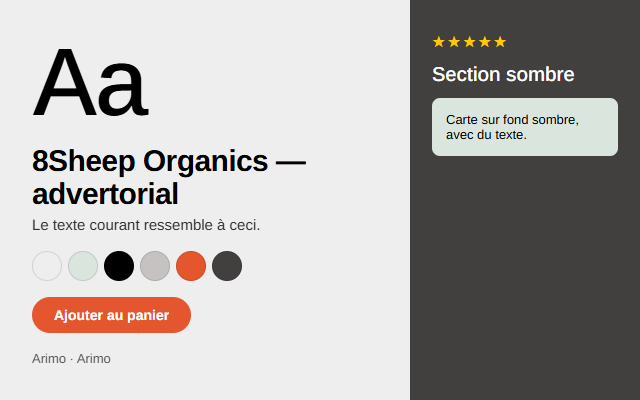 Aa
8Sheep Organics —
advertorial
Le texte courant ressemble à ceci.
Ajouter au panier
Arimo · Arimo
★★★★★
Section sombre
Carte sur fond sombre,
avec du texte.